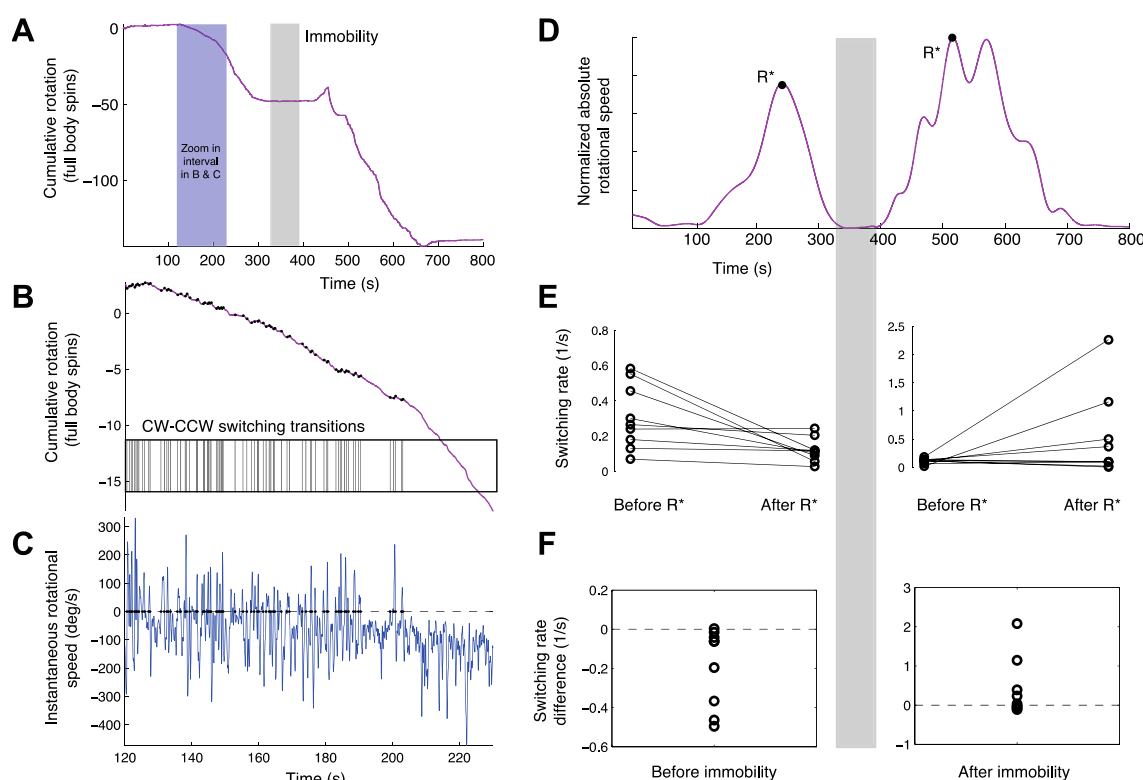 A
Cumulative rotation
(full body spins)
0
−50
−100
Immobility
Zoom in
interval
in B & C
100 200 300 400 500 600 700 800
Time (s)
B
Cumulative rotation
(full body spins)
0
−5
−10
−15
CW-CCW switching transitions
C
Instantaneous rotational
speed (deg/s)
300
200
100
0
−100
−200
−300
−400
120 140 160 180 200 220
Time (s)
D
Normalized absolute
rotational speed
R*
R*
100 200 300 400 500 600 700 800
Time (s)
E
Switching rate (1/s)
0.8
0.6
0.4
0.2
0
Before R* After R*
2.5
2
1.5
1
0.5
0
Before R* After R*
F
Switching rate
difference (1/s)
0.2
0
−0.2
−0.4
−0.6
Before immobility
3
2
1
0
−1
After immobility